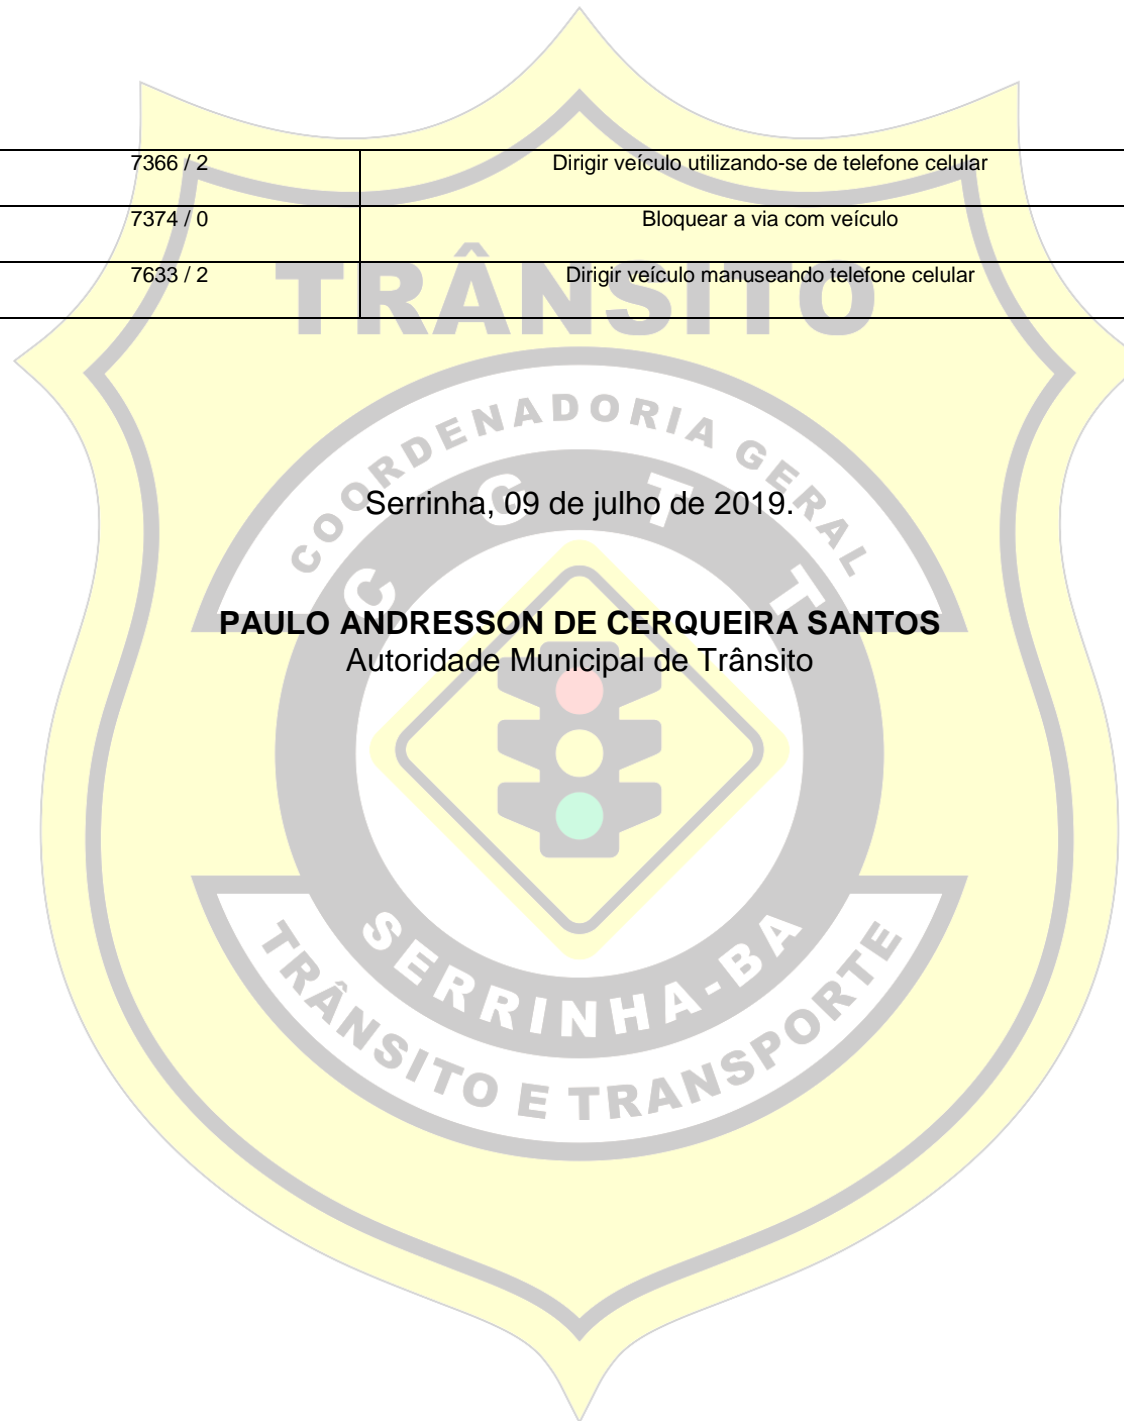 7366 / 2 Dirigir veículo utilizando-se de telefone celular
7374 / 0 Bloquear a via com veículo
TRÂNSITO
7633 / 2 Dirigir veículo manuseando telefone celular
COORDENADORIA GERAL
C C T T
Serrinha, 09 de julho de 2019.
PAULO ANDRESSON DE CERQUEIRA SANTOS
Autoridade Municipal de Trânsito
SERRINHA-BA
TRÂNSITO E TRANSPORTE